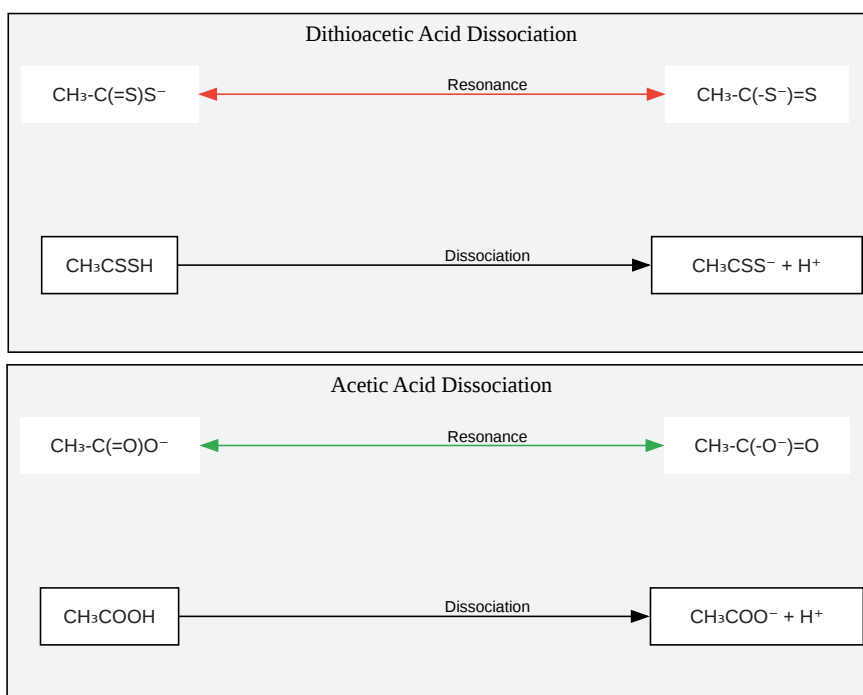 Dithioacetic Acid Dissociation
CH₃-C(=S)S⁻
Resonance
CH₃-C(-S⁻)=S
CH₃CSSH
Dissociation
CH₃CSS⁻ + H⁺
Acetic Acid Dissociation
CH₃-C(=O)O⁻
Resonance
CH₃-C(-O⁻)=O
CH₃COOH
Dissociation
CH₃COO⁻ + H⁺